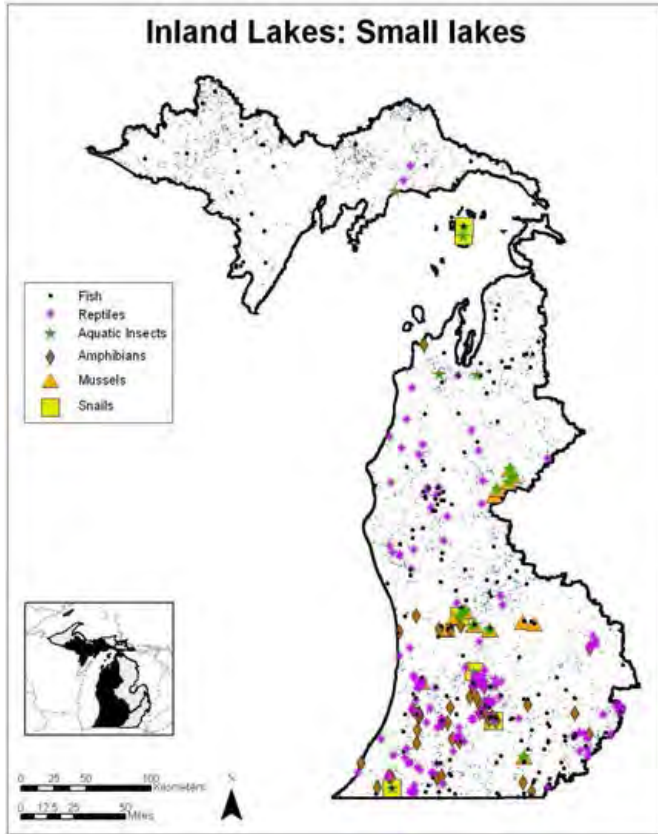 Inland Lakes: Small lakes
Fish
Reptiles
Aquatic Insects
Amphibians
Mussels
Snails
0 25 50 100
Kilometers
0 12.5 25 50
Miles
N